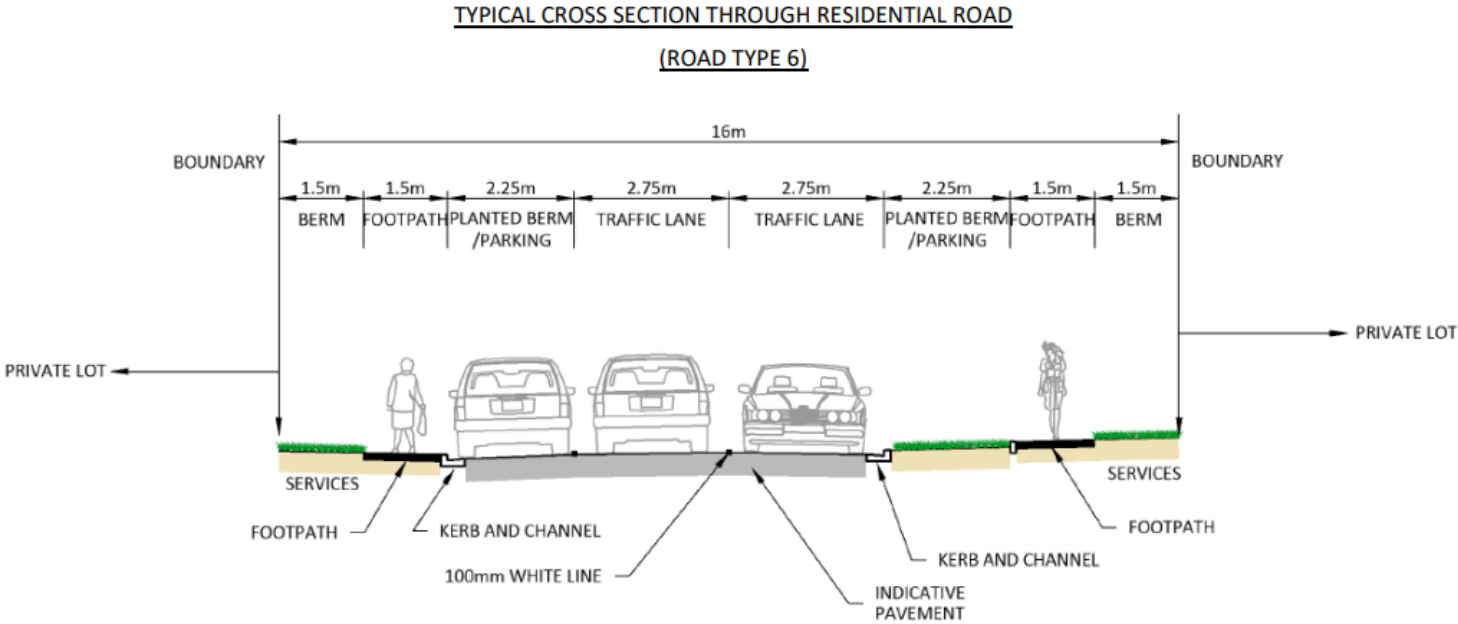 TYPICAL CROSS SECTION THROUGH RESIDENTIAL ROAD
(ROAD TYPE 6)
16m
BOUNDARY
BOUNDARY
1.5m 1.5m 2.25m 2.75m 2.75m 2.25m 1.5m 1.5m
BERM FOOTPATH PLANTED BERM TRAFFIC LANE TRAFFIC LANE PLANTED BERM FOOTPATH BERM
/PARKING /PARKING
PRIVATE LOT
PRIVATE LOT
SERVICES
SERVICES
FOOTPATH
KERB AND CHANNEL
FOOTPATH
KERB AND CHANNEL
100mm WHITE LINE
INDICATIVE
PAVEMENT